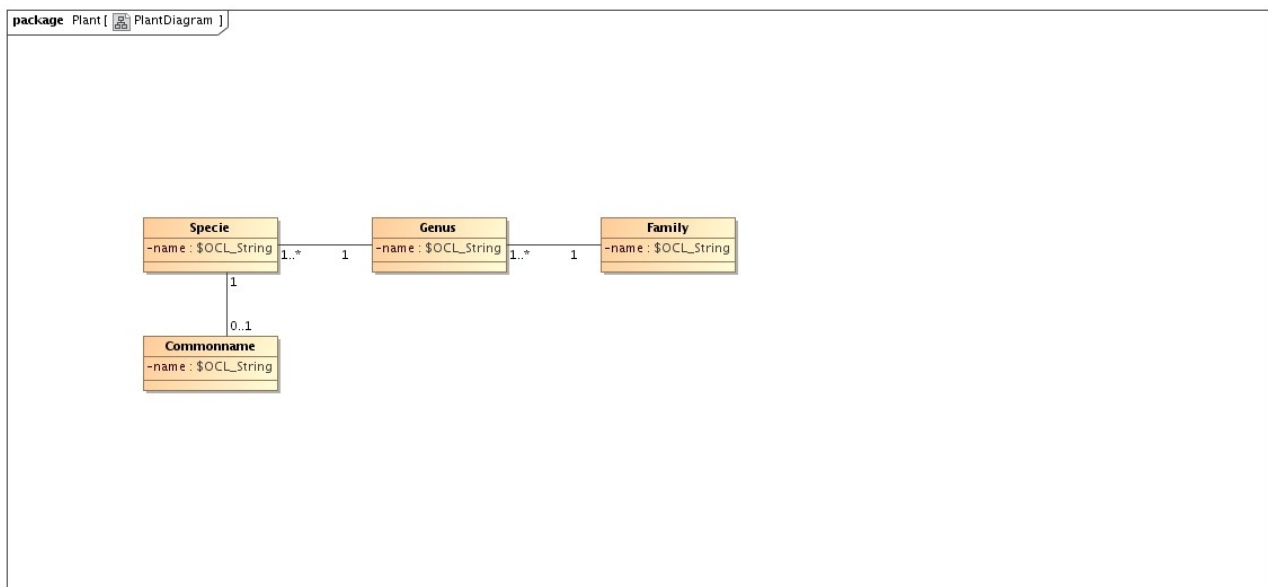 package Plant [ PlantDiagram ]
Specie
-name : $OCL_String
1..*
1
Genus
-name : $OCL_String
1..*
1
Family
-name : $OCL_String
1
0..1
Commonname
-name : $OCL_String